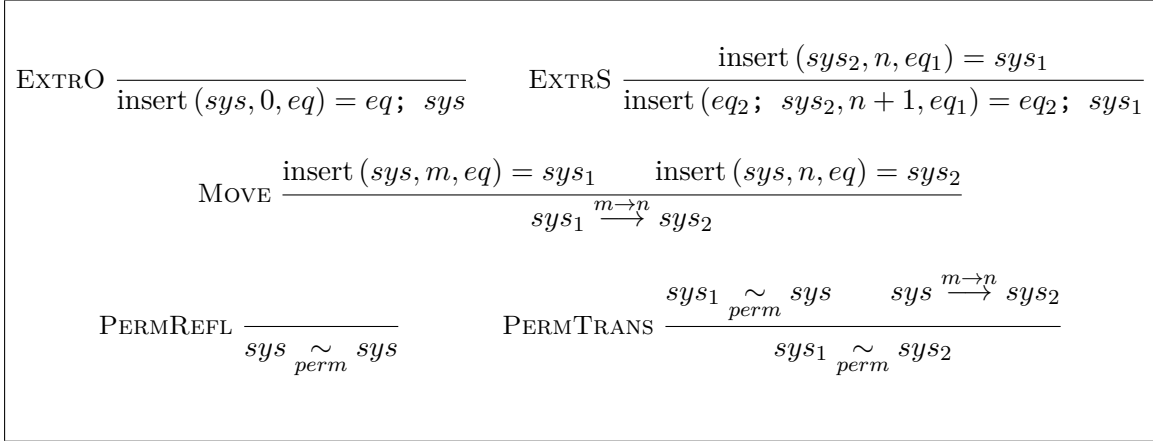 EXTRO insert (sys, 0, eq) = eq; sys
EXTRS insert (sys₂, n, eq₁) = sys₁
insert (eq₂; sys₂, n + 1, eq₁) = eq₂; sys₁
MOVE insert (sys, m, eq) = sys₁ insert (sys, n, eq) = sys₂
sys₁ m→n ⟶ sys₂
PERMREFL sys ∼ perm sys
PERMTRANS sys₁ ∼ perm sys sys m→n ⟶ sys₂
sys₁ ∼ perm sys₂